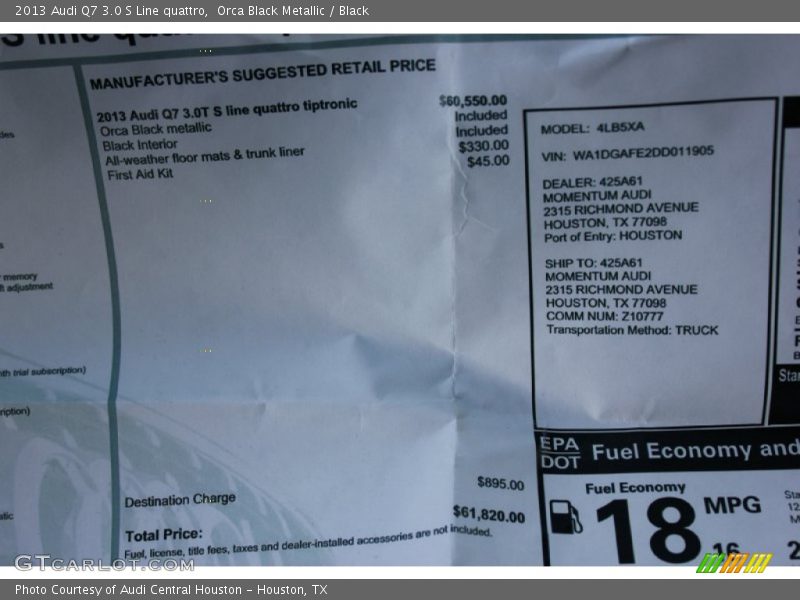 2013 Audi Q7 3.0 S Line quattro,  Orca Black Metallic / Black
MANUFACTURER'S SUGGESTED RETAIL PRICE
2013 Audi Q7 3.0T S line quattro tiptronic $60,550.00
Orca Black metallic Included
Black Interior Included
All-weather floor mats & trunk liner $330.00
First Aid Kit $45.00
memory
adjustment
trial subscription)
Destination Charge $895.00
Total Price: $61,820.00
Fuel, license, title fees, taxes and dealer-installed accessories are not included.
MODEL: 4LB5XA
VIN: WA1DGAFE2DD011905
DEALER: 425A61
MOMENTUM AUDI
2315 RICHMOND AVENUE
HOUSTON, TX 77098
Port of Entry: HOUSTON
SHIP TO: 425A61
MOMENTUM AUDI
2315 RICHMOND AVENUE
HOUSTON, TX 77098
COMM NUM: Z10777
Transportation Method: TRUCK
EPA
DOT
Fuel Economy and
Fuel Economy
18 MPG
16
GTCarLot.com
Photo Courtesy of Audi Central Houston – Houston, TX